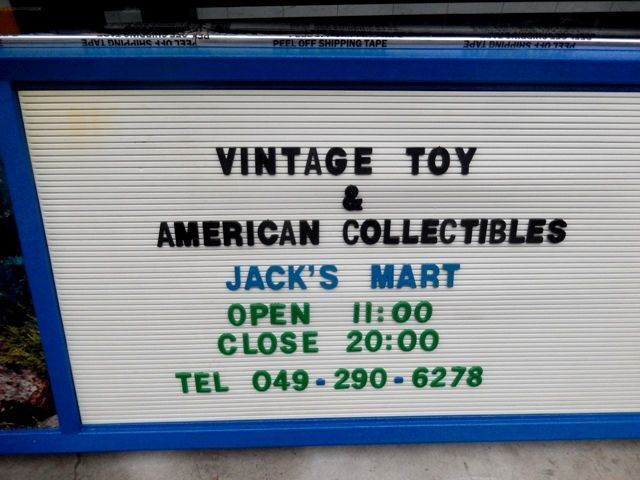 PEEL OFF SHIPPING TAPE
VINTAGE TOY
&
AMERICAN COLLECTIBLES
JACK'S MART
OPEN 11:00
CLOSE 20:00
TEL 049-290-6278